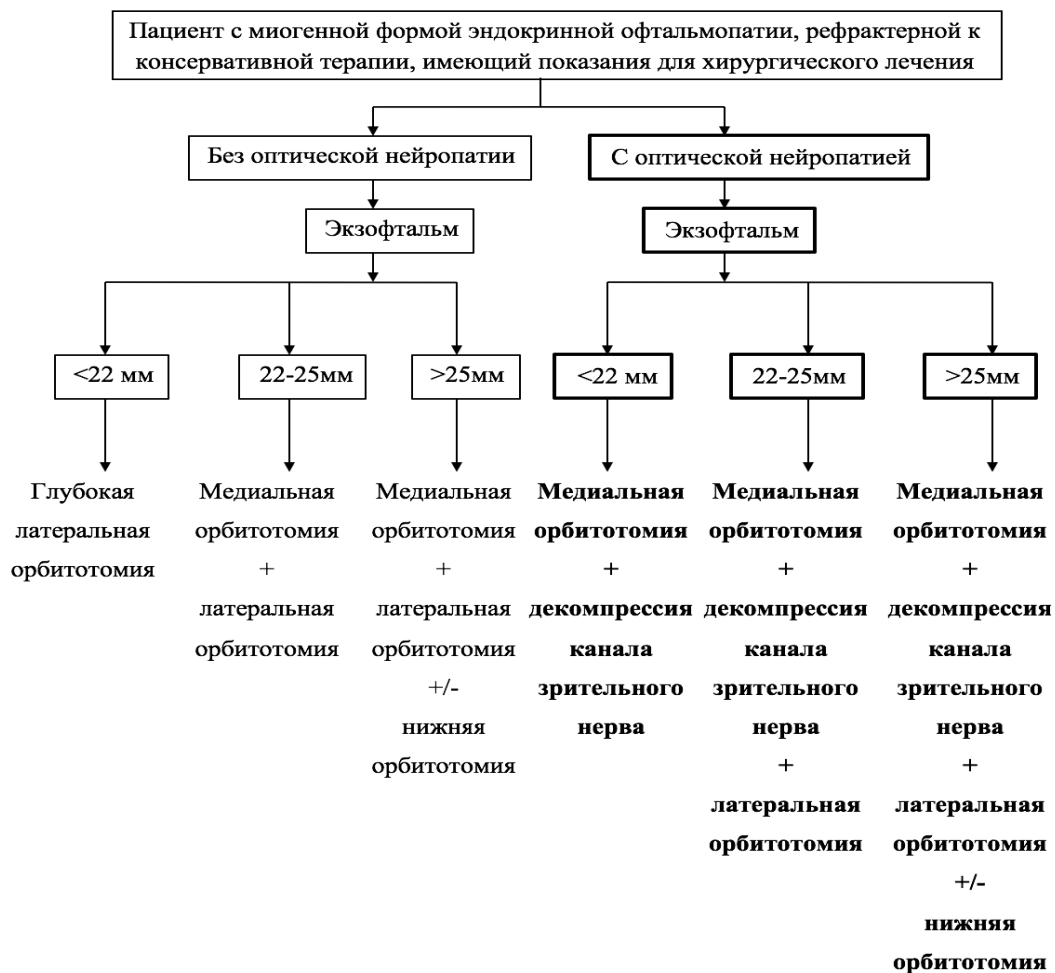 Пациент с миогенной формой эндокринной офтальмопатии, рефрактерной к
консервативной терапии, имеющий показания для хирургического лечения
Без оптической нейропатии
С оптической нейропатией
Экзофтальм
Экзофтальм
<22 мм
22-25мм
>25мм
<22 мм
22-25мм
>25мм
Глубокая
латеральная
орбитотомия
Медиальная
орбитотомия
+
латеральная
орбитотомия
Медиальная
орбитотомия
+
латеральная
орбитотомия
+/-
нижняя
орбитотомия
Медиальная
орбитотомия
+
декомпрессия
канала
зрительного
нерва
Медиальная
орбитотомия
+
декомпрессия
канала
зрительного
нерва
+
латеральная
орбитотомия
Медиальная
орбитотомия
+
декомпрессия
канала
зрительного
нерва
+
латеральная
орбитотомия
+/-
нижняя
орбитотомия